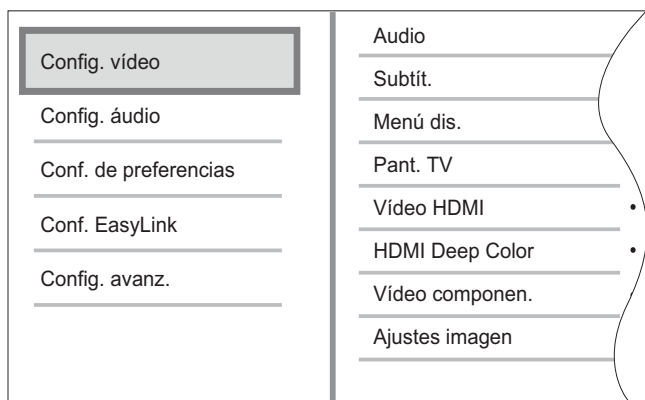 Config. vídeo
Config. áudio
Conf. de preferencias
Conf. EasyLink
Config. avanz.
Audio
Subtít.
Menú dis.
Pant. TV
Vídeo HDMI
HDMI Deep Color
Vídeo componen.
Ajustes imagen